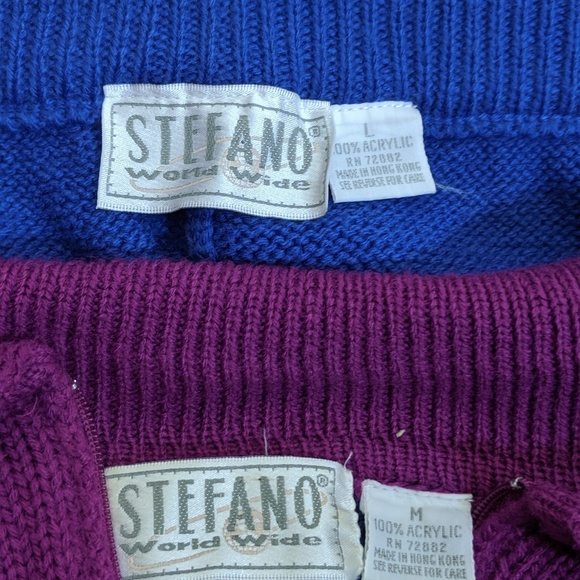 STEFANO®
World Wide
L
100% ACRYLIC
RN 72882
MADE IN HONG KONG
SEE REVERSE FOR CARE
STEFANO®
World Wide
M
100% ACRYLIC
RN 72882
MADE IN HONG KONG
SEE REVERSE FOR CARE